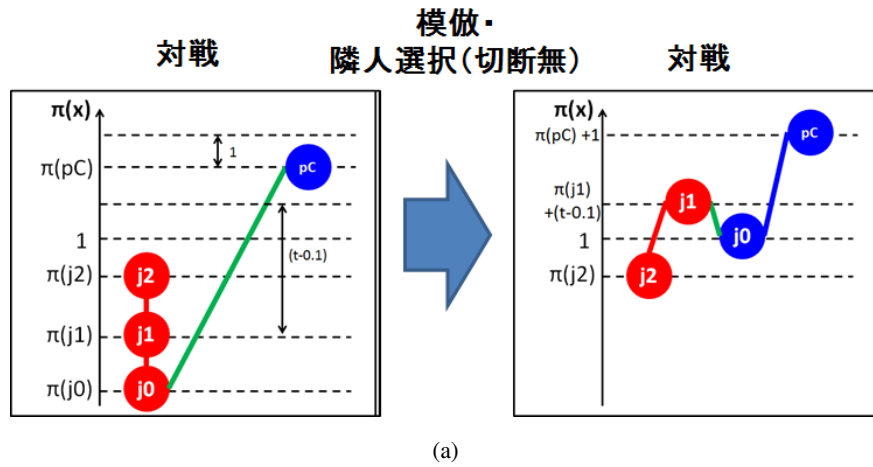 対戦
模倣・
隣人選択(切断無)
対戦
π(x)
1
π(pC)
pC
1
(t-0.1)
π(j2)
j2
π(j1)
j1
π(j0)
j0
π(x)
π(pC) +1
pC
π(j1)
+(t-0.1)
j1
1
j0
π(j2)
j2
(a)